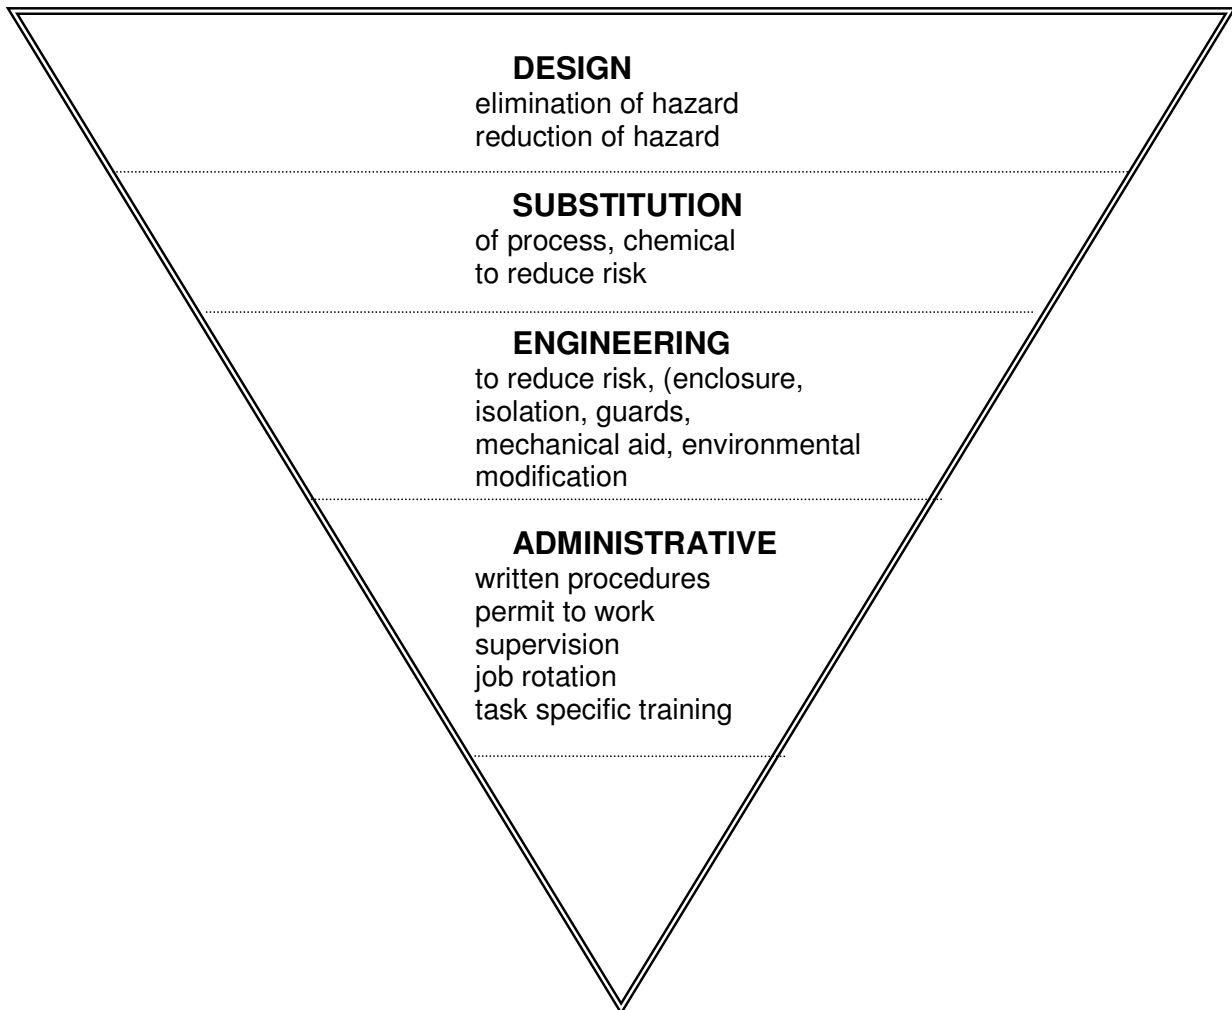 DESIGN
elimination of hazard
reduction of hazard
SUBSTITUTION
of process, chemical
to reduce risk
ENGINEERING
to reduce risk, (enclosure,
isolation, guards,
mechanical aid, environmental
modification
ADMINISTRATIVE
written procedures
permit to work
supervision
job rotation
task specific training